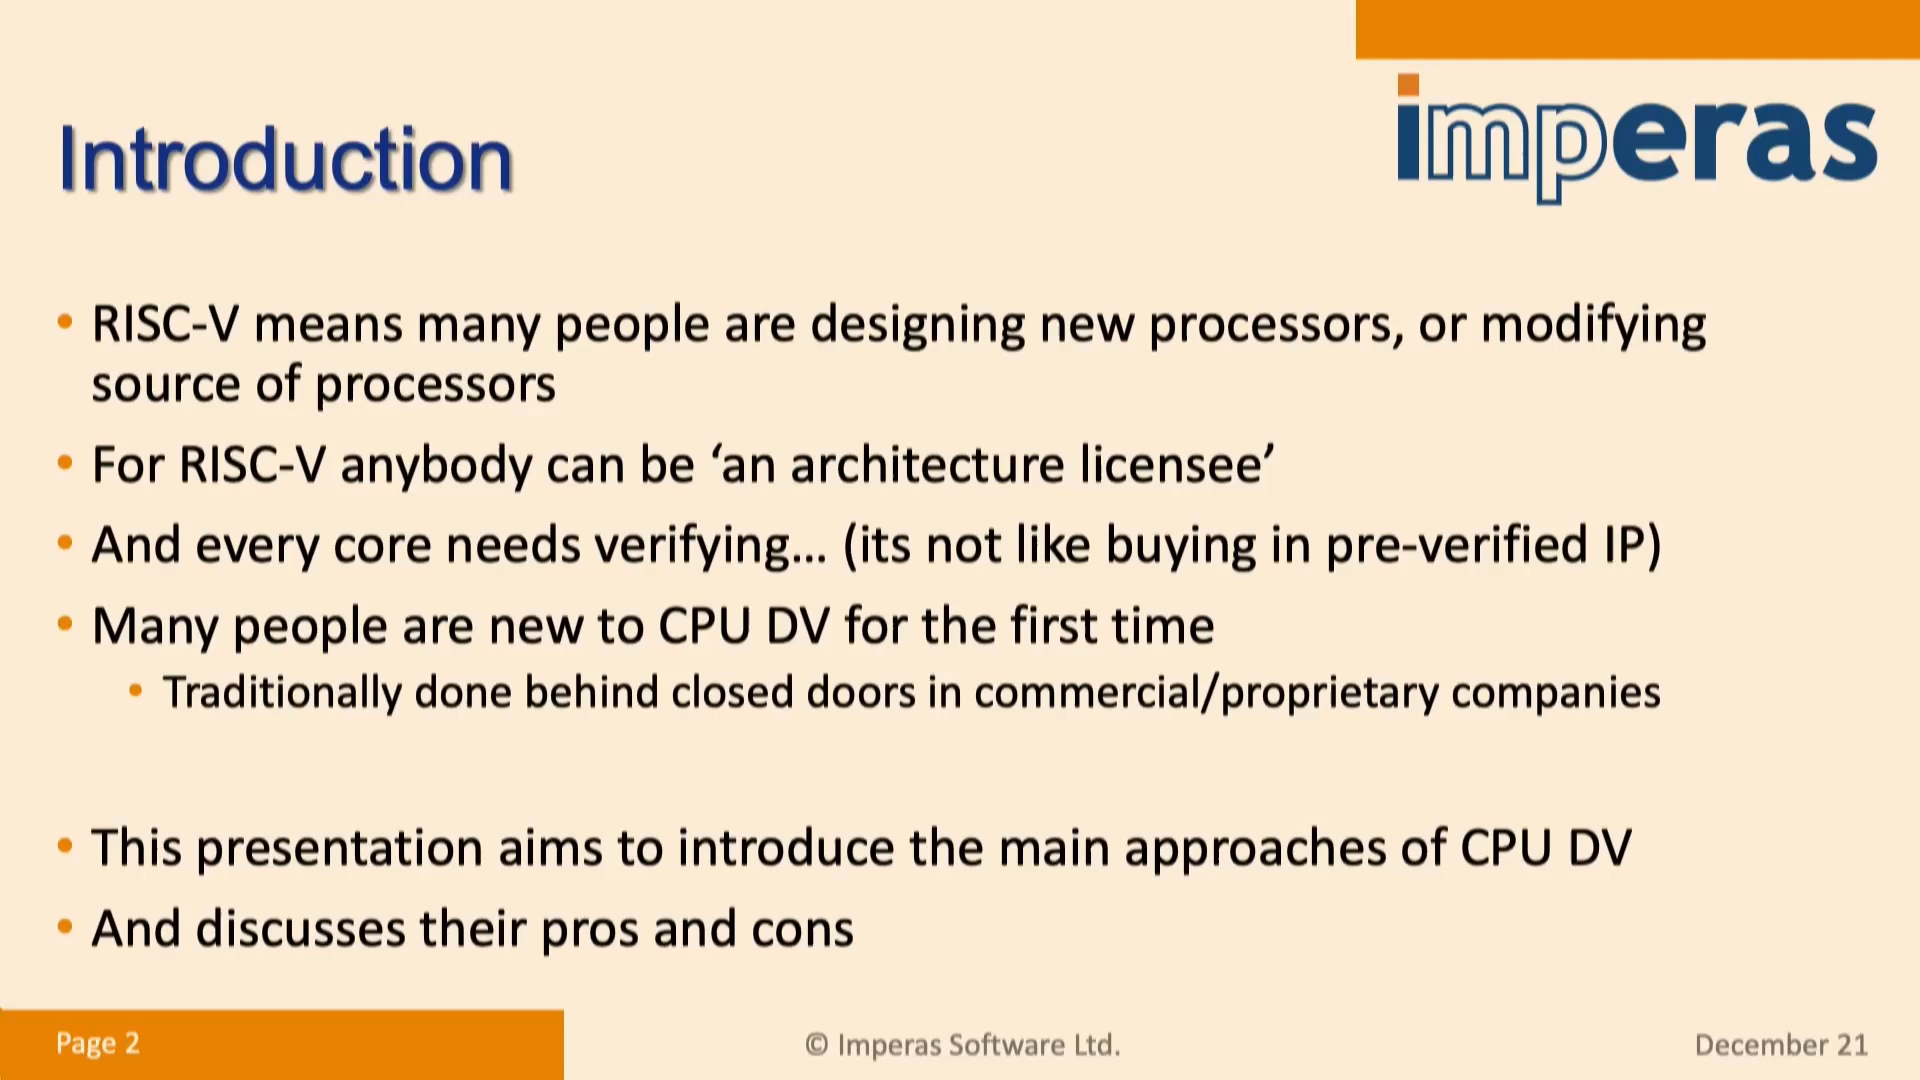 imperas
Introduction
• RISC-V means many people are designing new processors, or modifying
source of processors
• For RISC-V anybody can be ‘an architecture licensee’
• And every core needs verifying... (its not like buying in pre-verified IP)
• Many people are new to CPU DV for the first time
• Traditionally done behind closed doors in commercial/proprietary companies
• This presentation aims to introduce the main approaches of CPU DV
• And discusses their pros and cons
Page 2
© Imperas Software Ltd.
December 21